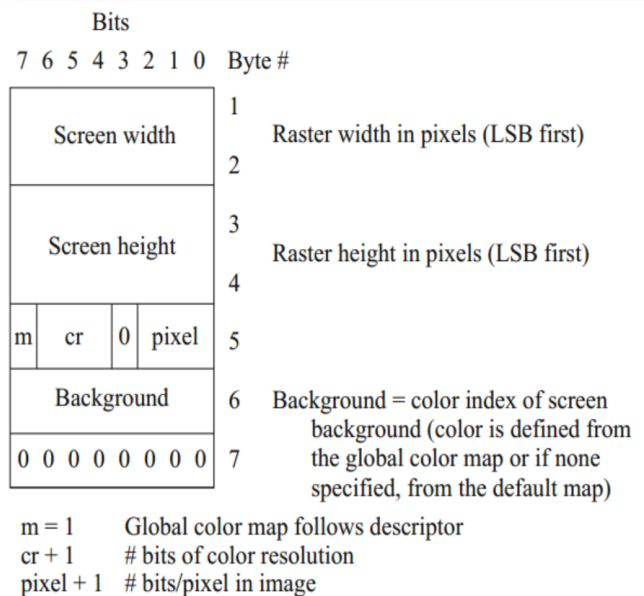 Bits
7 6 5 4 3 2 1 0 Byte #
1
Screen width Raster width in pixels (LSB first)
2
3
Screen height Raster height in pixels (LSB first)
4
m cr 0 pixel 5
Background 6 Background = color index of screen
background (color is defined from
0 0 0 0 0 0 0 0 7 the global color map or if none
specified, from the default map)
m = 1 Global color map follows descriptor
cr + 1 # bits of color resolution
pixel + 1 # bits/pixel in image